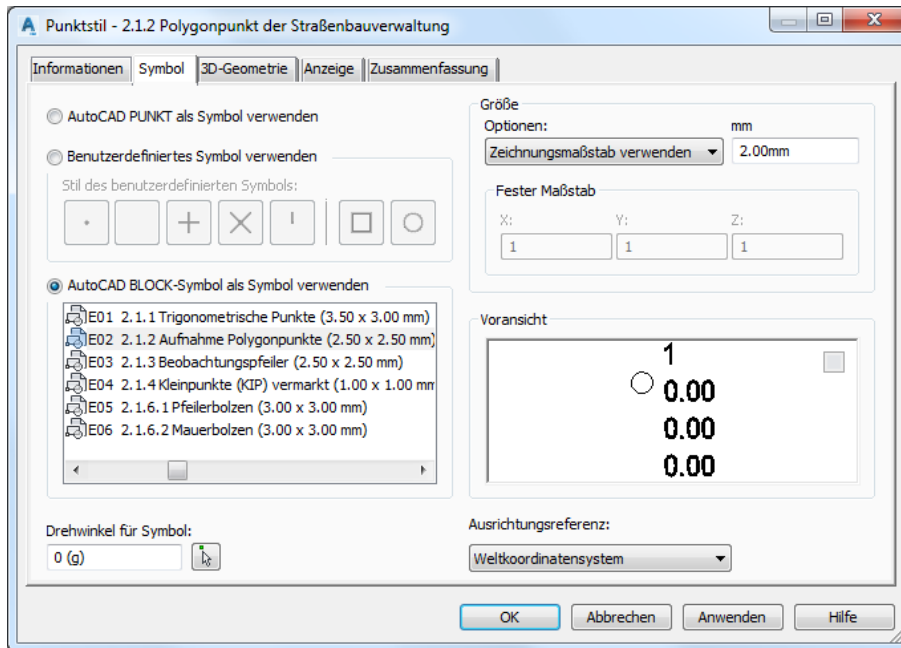 Punktstil - 2.1.2 Polygonpunkt der Straßenbauverwaltung
Informationen Symbol 3D-Geometrie Anzeige Zusammenfassung
AutoCAD PUNKT als Symbol verwenden
Benutzerdefiniertes Symbol verwenden
Stil des benutzerdefinierten Symbols:
AutoCAD BLOCK-Symbol als Symbol verwenden
E01 2.1.1 Trigonometrische Punkte (3.50 x 3.00 mm)
E02 2.1.2 Aufnahme Polygonpunkte (2.50 x 2.50 mm)
E03 2.1.3 Beobachtungspfeiler (2.50 x 2.50 mm)
E04 2.1.4 Kleinpunkte (KIP) vermarkt (1.00 x 1.00 mm
E05 2.1.6.1 Pfeilerbolzen (3.00 x 3.00 mm)
E06 2.1.6.2 Mauerbolzen (3.00 x 3.00 mm)
Drehwinkel für Symbol:
0 (g)
Größe
Optionen: mm
Zeichnungsmaßstab verwenden 2.00mm
Fester Maßstab
X: Y: Z:
1 1 1
Voransicht
1
0.00
0.00
0.00
Ausrichtungsreferenz:
Weltkoordinatensystem
OK Abbrechen Anwenden Hilfe